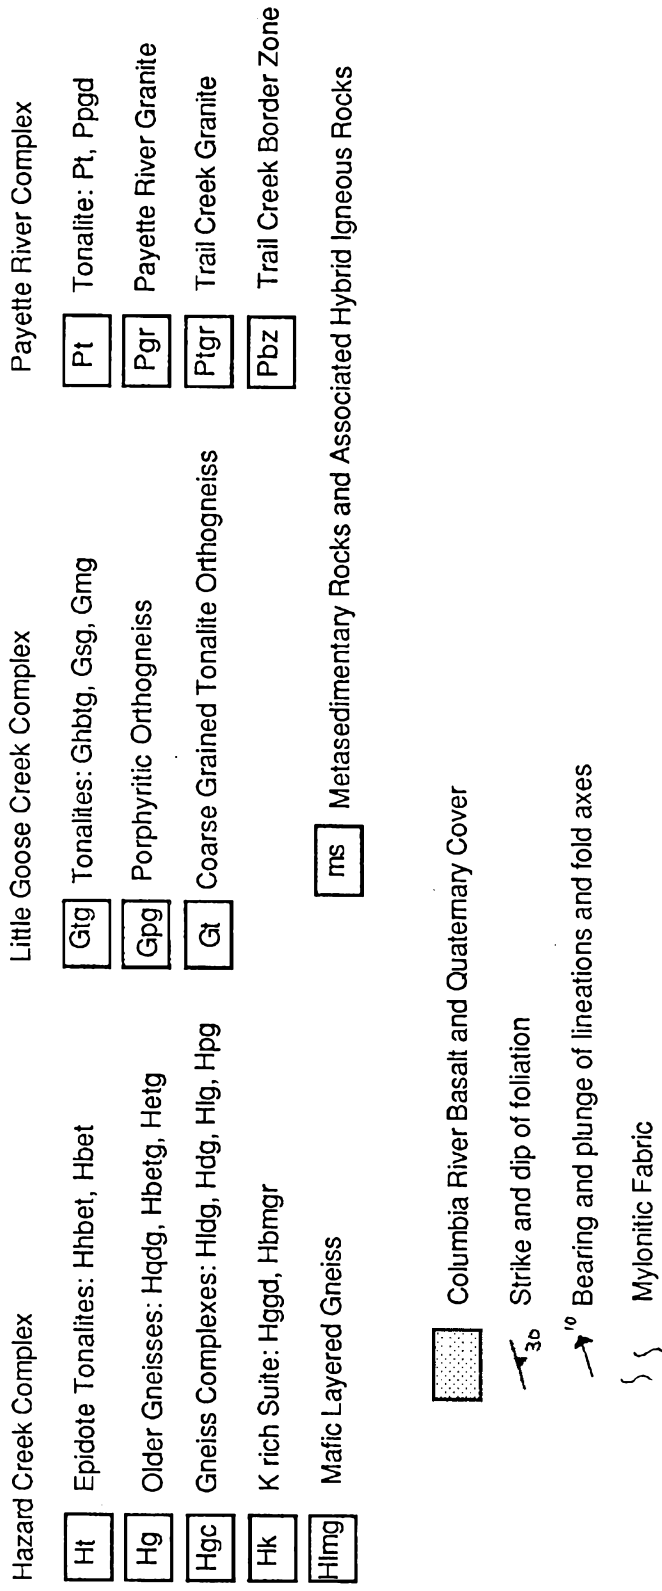 Hazard Creek Complex
Ht Epidote Tonalites: Hhbet, Hbet
Hg Older Gneisses: Hqdg, Hbetg, Hetg
Hgc Gneiss Complexes: Hldg, Hdg, Hlg, Hpg
Hk K rich Suite: Hggd, Hbmgr
Hlmg Mafic Layered Gneiss
Little Goose Creek Complex
Gtg Tonalites: Ghbtg, Gsg, Gmg
Gpg Porphyritic Orthogneiss
Gt Coarse Grained Tonalite Orthogneiss
Payette River Complex
Pt Tonalite: Pt, Ppgd
Pgr Payette River Granite
Ptgr Trail Creek Granite
Pbz Trail Creek Border Zone
ms Metasedimentary Rocks and Associated Hybrid Igneous Rocks
Columbia River Basalt and Quaternary Cover
30 Strike and dip of foliation
10 Bearing and plunge of lineations and fold axes
Mylonitic Fabric